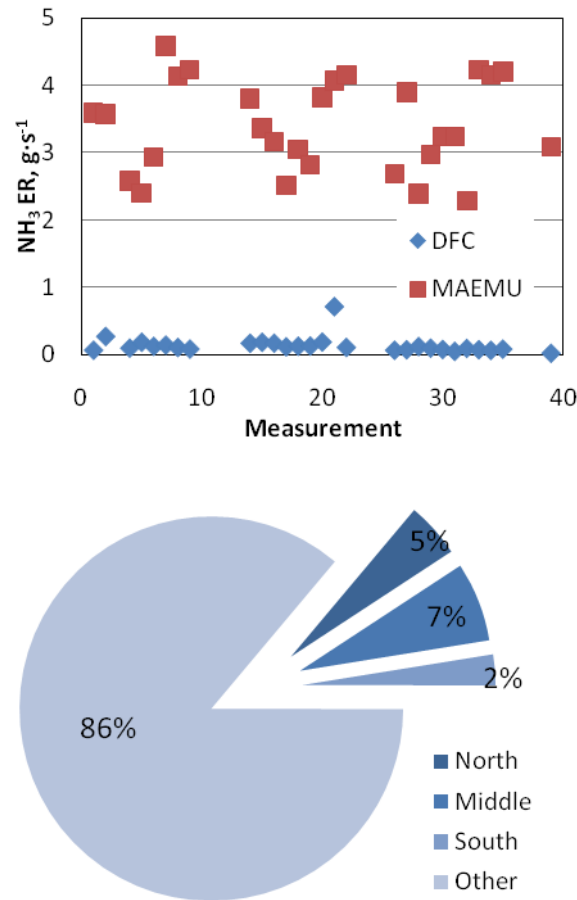 5
4
3
2
1
0
NH3 ER, g·s-1
DFC
MAEMU
0 10 20 30 40
Measurement
5%
7%
2%
86%
North
Middle
South
Other